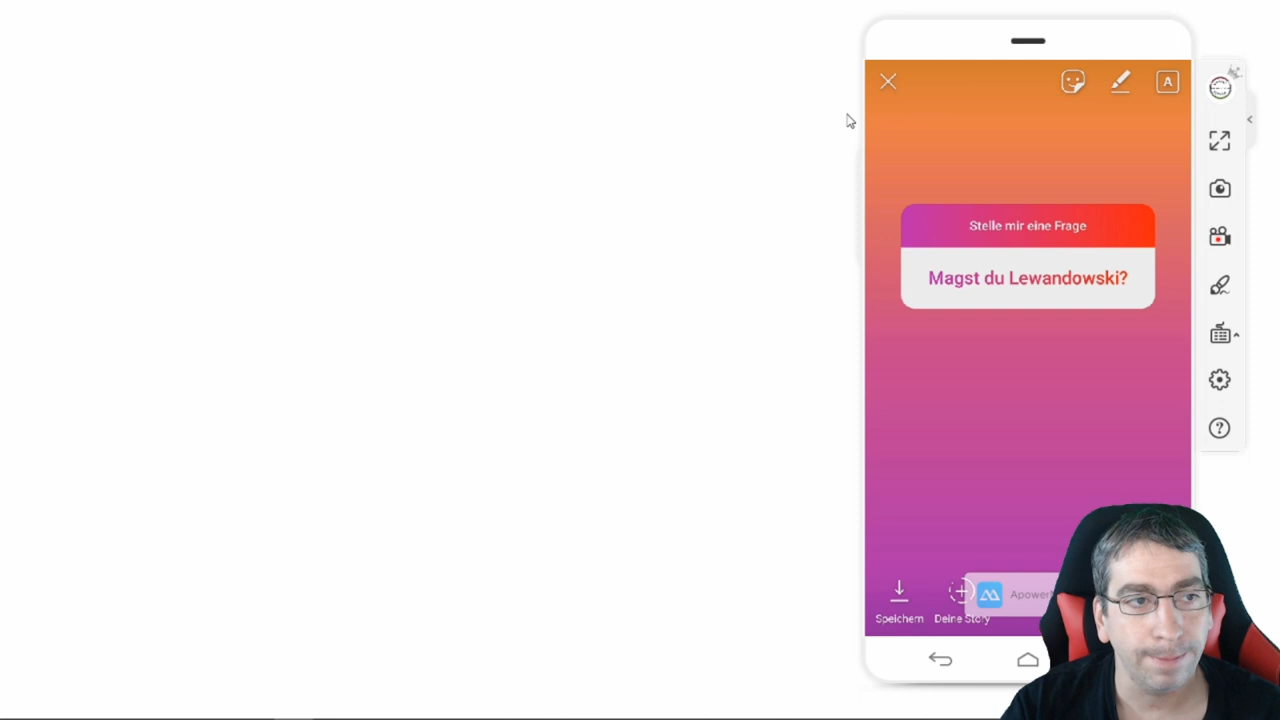 A
Stelle mir eine Frage
Magst du Lewandowski?
Speichern
Deine Story